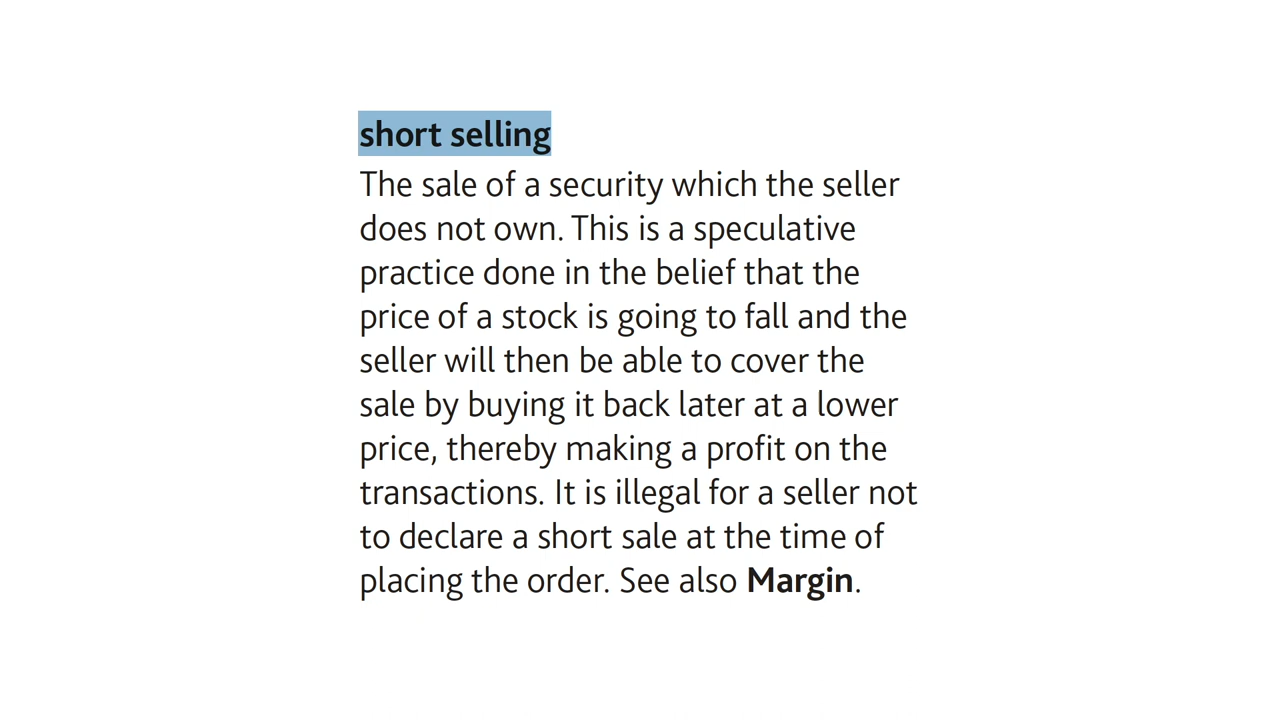 short selling
The sale of a security which the seller
does not own. This is a speculative
practice done in the belief that the
price of a stock is going to fall and the
seller will then be able to cover the
sale by buying it back later at a lower
price, thereby making a profit on the
transactions. It is illegal for a seller not
to declare a short sale at the time of
placing the order. See also Margin.